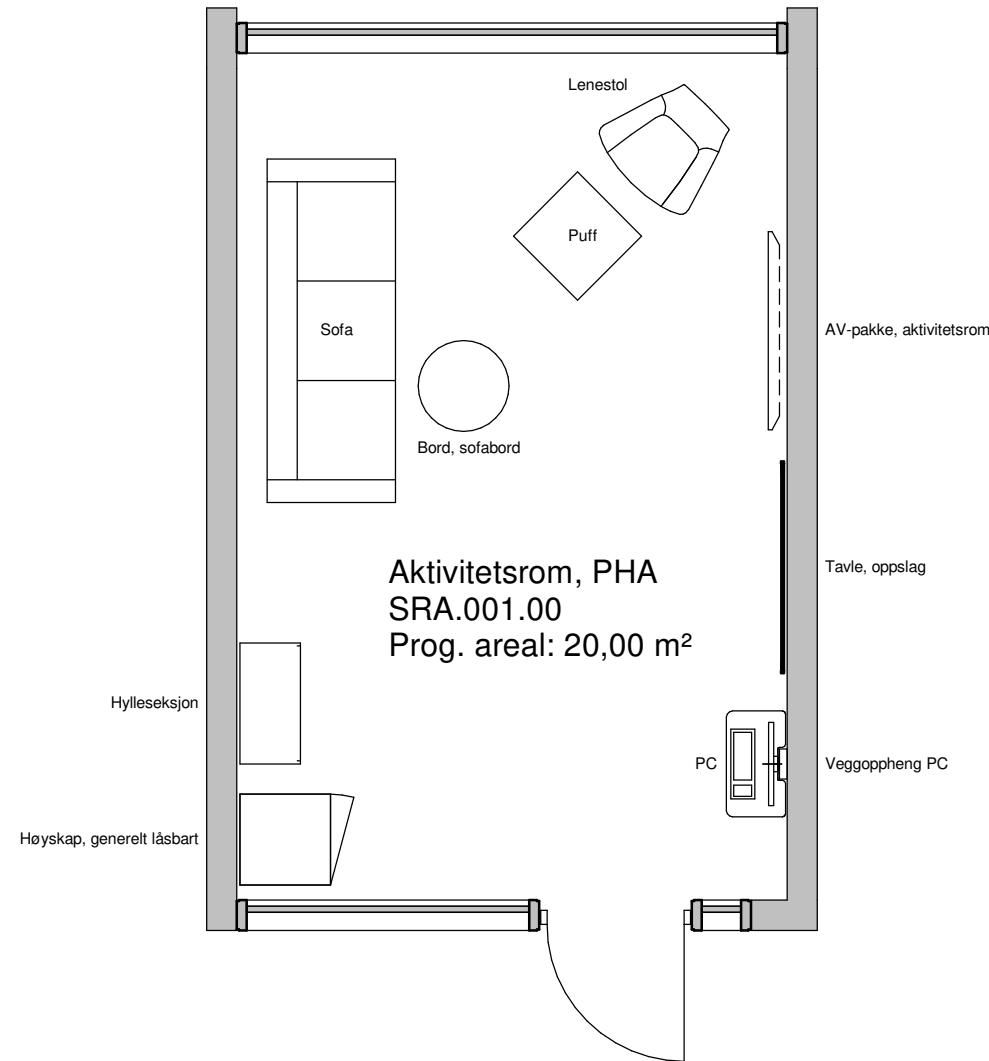 Lenestol
Puff
Sofa
AV-pakke, aktivitetsrom
Bord, sofabord
Tavle, oppslag
Aktivitetsrom, PHA
SRA.001.00
Prog. areal: 20,00 m²
Hylleseksjon
PC
Veggoppheng PC
Høyskap, generelt låsbart